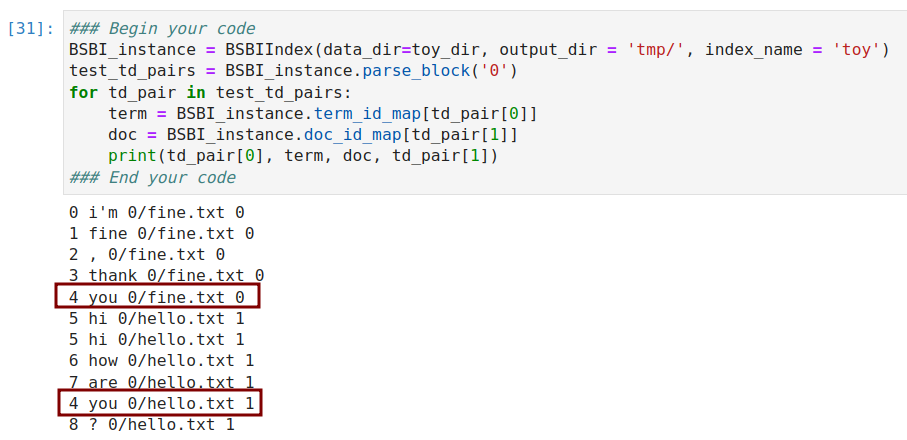 [31]: ### Begin your code
BSBI_instance = BSBIIndex(data_dir=toy_dir, output_dir = 'tmp/', index_name = 'toy')
test_td_pairs = BSBI_instance.parse_block('0')
for td_pair in test_td_pairs:
    term = BSBI_instance.term_id_map[td_pair[0]]
    doc = BSBI_instance.doc_id_map[td_pair[1]]
    print(td_pair[0], term, doc, td_pair[1])
### End your code
0 i'm 0/fine.txt 0
1 fine 0/fine.txt 0
2 , 0/fine.txt 0
3 thank 0/fine.txt 0
4 you 0/fine.txt 0
5 hi 0/hello.txt 1
5 hi 0/hello.txt 1
6 how 0/hello.txt 1
7 are 0/hello.txt 1
4 you 0/hello.txt 1
8 ? 0/hello.txt 1